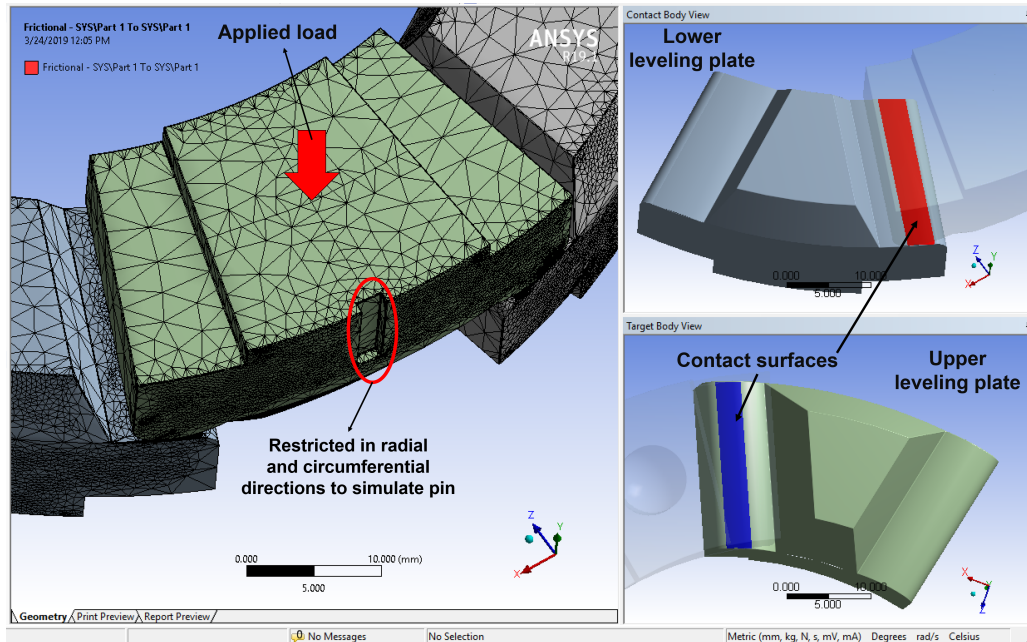 Frictional - SYS\Part 1 To SYS\Part 1
3/24/2019 12:05 PM
Frictional - SYS\Part 1 To SYS\Part 1
Applied load
ANSYS
R19.1
Restricted in radial
and circumferential
directions to simulate pin
0.000
10.000 (mm)
5.000
Z
Y
X
Geometry
Print Preview
Report Preview
Contact Body View
Lower
leveling plate
0.000
10.000
5.000
Z
Y
X
Target Body View
Contact surfaces
Upper
leveling plate
0.000
10.000
5.000
X
Y
Z
0
No Messages
No Selection
Metric (mm, kg, N, s, mV, mA)
Degrees
rad/s
Celsius